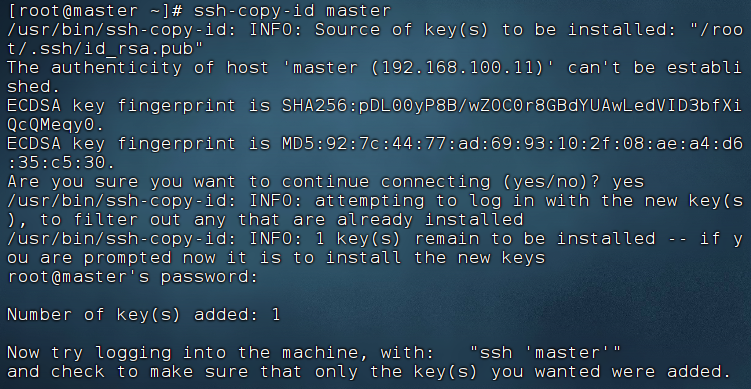 [root@master ~]# ssh-copy-id master
/usr/bin/ssh-copy-id: INFO: Source of key(s) to be installed: "/roo
t/.ssh/id_rsa.pub"
The authenticity of host 'master (192.168.100.11)' can't be establi
shed.
ECDSA key fingerprint is SHA256:pDL00yP8B/wZOC0r8GBdYUAwLedVID3bfXi
QcQMeqy0.
ECDSA key fingerprint is MD5:92:7c:44:77:ad:69:93:10:2f:08:ae:a4:d6
:35:c5:30.
Are you sure you want to continue connecting (yes/no)? yes
/usr/bin/ssh-copy-id: INFO: attempting to log in with the new key(s
), to filter out any that are already installed
/usr/bin/ssh-copy-id: INFO: 1 key(s) remain to be installed -- if y
ou are prompted now it is to install the new keys
root@master's password:
Number of key(s) added: 1
Now try logging into the machine, with:   "ssh 'master'"
and check to make sure that only the key(s) you wanted were added.